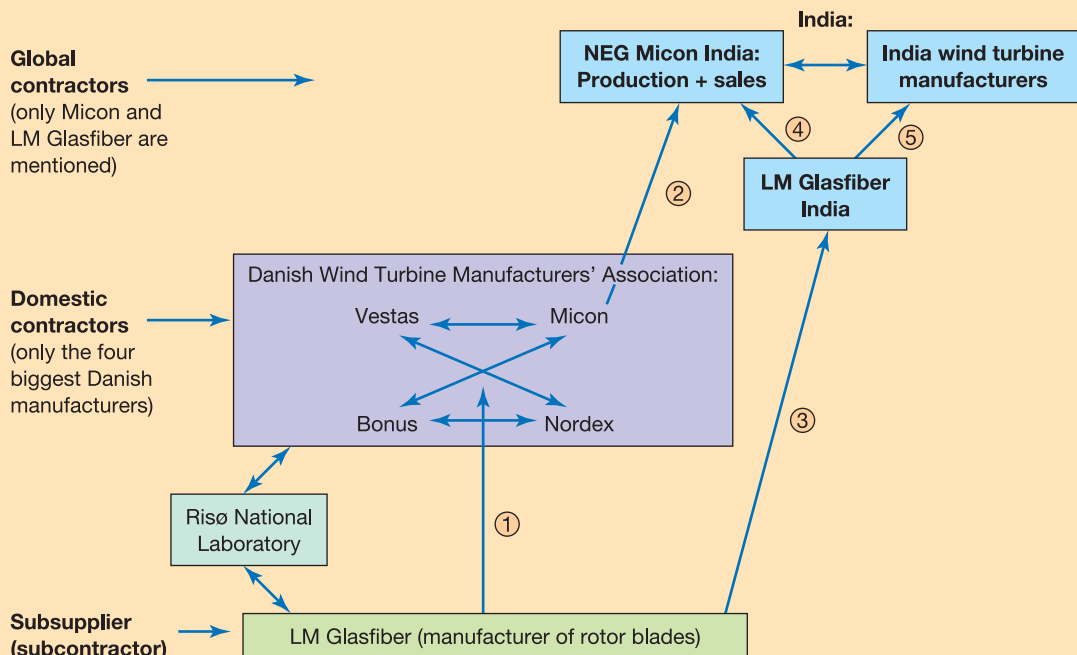 India:
Global
contractors
(only Micon and
LM Glasfiber are
mentioned)
NEG Micon India:
Production + sales
India wind turbine
manufacturers
④
⑤
LM Glasfiber
India
②
Danish Wind Turbine Manufacturers’ Association:
Domestic
contractors
(only the four
biggest Danish
manufacturers)
Vestas
Micon
Bonus
Nordex
③
Risø National
Laboratory
①
Subsupplier
(subcontractor)
LM Glasfiber (manufacturer of rotor blades)